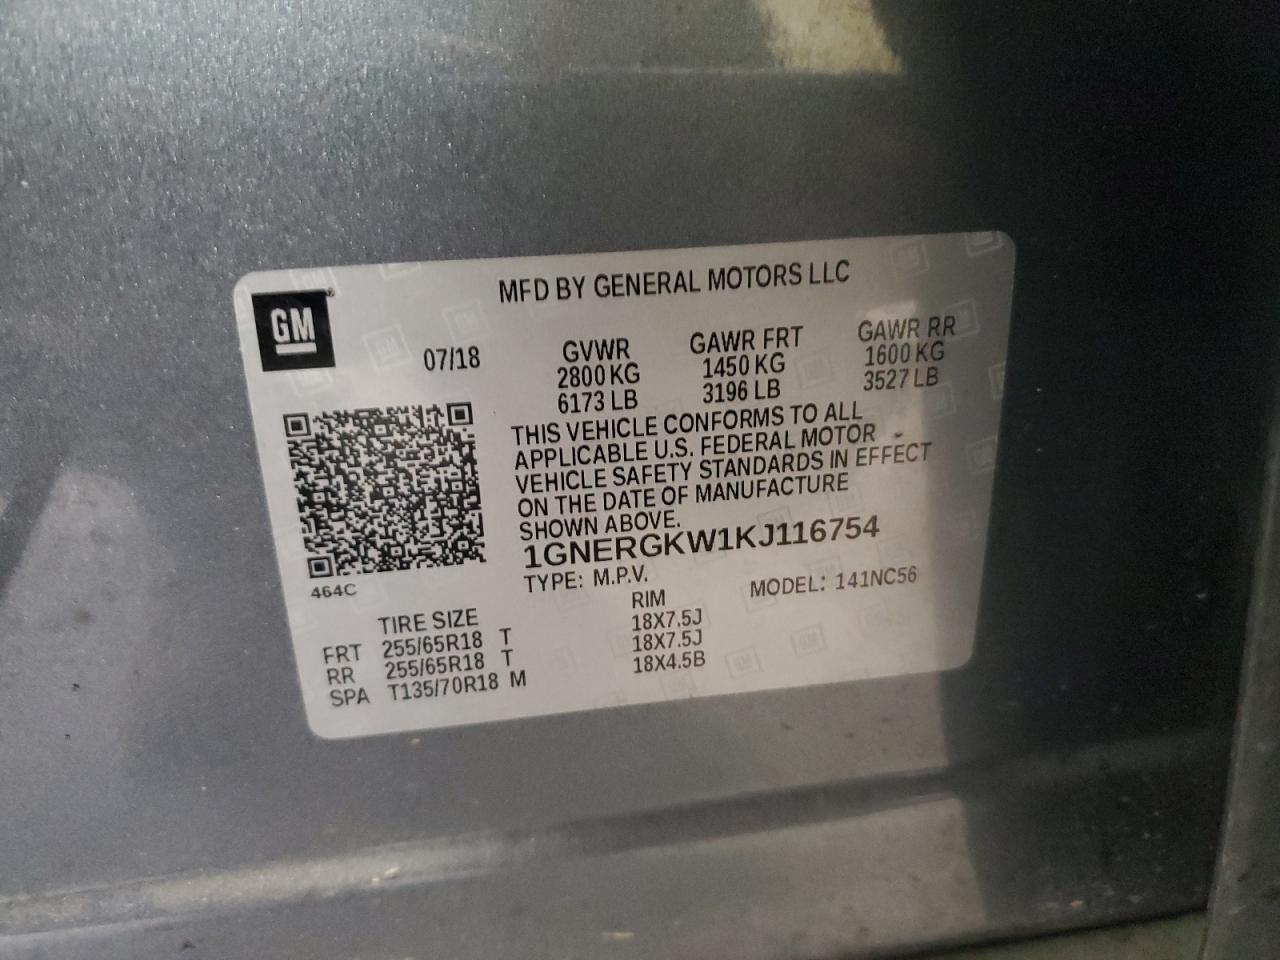 MFD BY GENERAL MOTORS LLC
GM
07/18
GVWR GAWR FRT GAWR RR
2800 KG 1450 KG 1600 KG
6173 LB 3196 LB 3527 LB
THIS VEHICLE CONFORMS TO ALL
APPLICABLE U.S. FEDERAL MOTOR
VEHICLE SAFETY STANDARDS IN EFFECT
ON THE DATE OF MANUFACTURE
SHOWN ABOVE.
1GNERGKW1KJ116754
464C
TYPE: M.P.V. MODEL: 141NC56
TIRE SIZE RIM
FRT 255/65R18 T 18X7.5J
RR 255/65R18 T 18X7.5J
SPA T135/70R18 M 18X4.5B